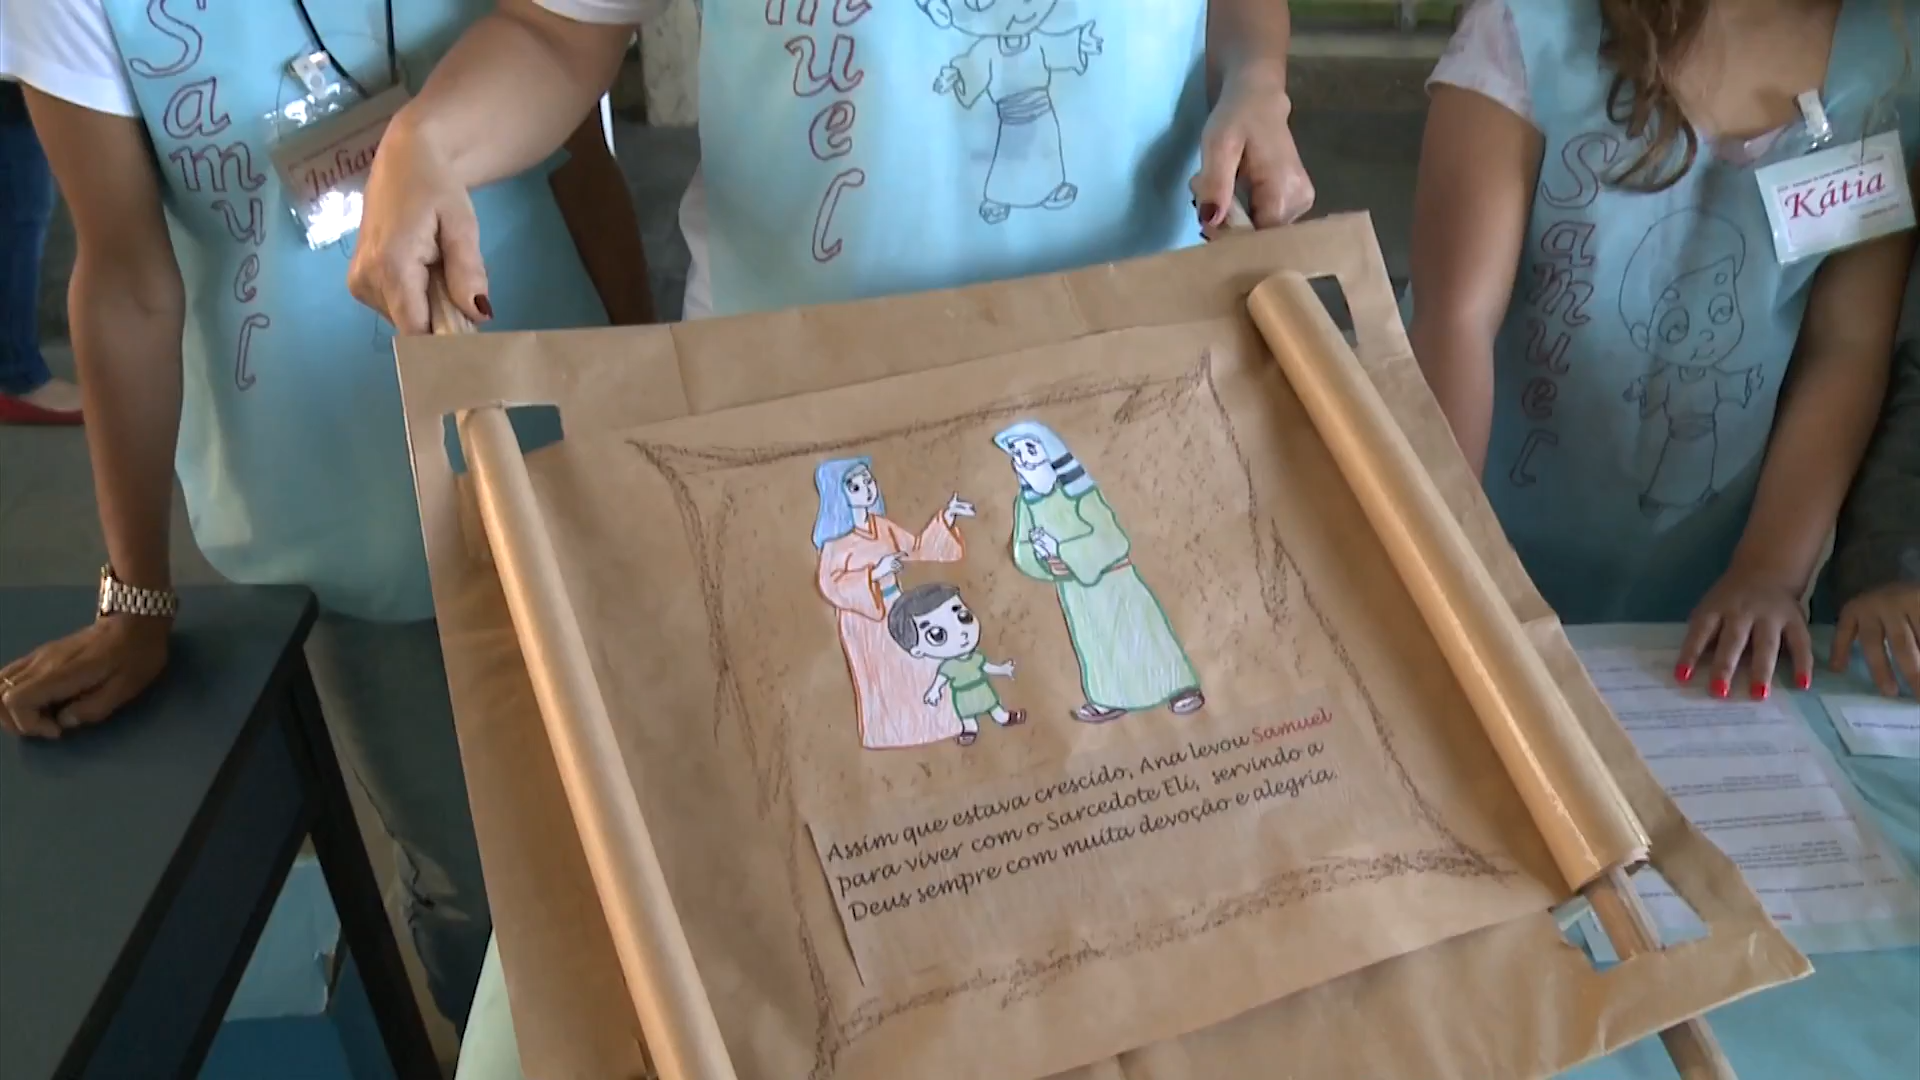 Samuel
muel
Samuel
Kátia
Assim que estava crescido, Ana levou Samuel
para viver com o Sarcedote Eli, servindo a
Deus sempre com muita devoção e alegria.